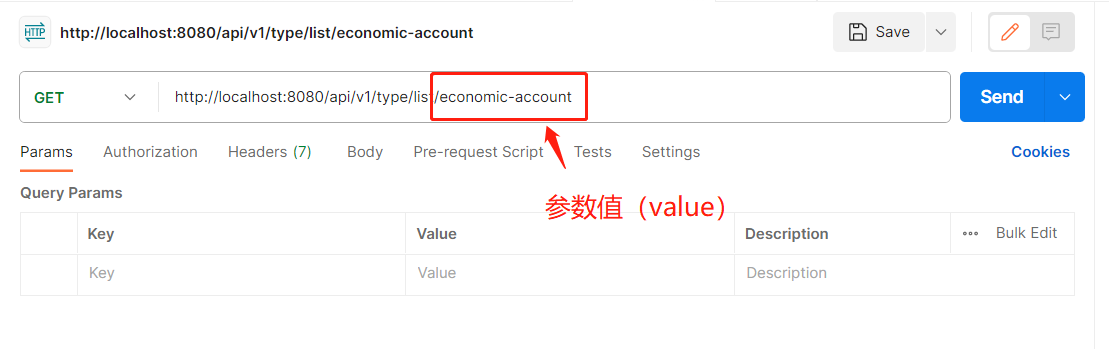 HTTP http://localhost:8080/api/v1/type/list/economic-account Save
GET http://localhost:8080/api/v1/type/list/economic-account Send
Params Authorization Headers (7) Body Pre-request Script Tests Settings Cookies
参数值（value）
Query Params
Key Value Description ••• Bulk Edit
Key Value Description